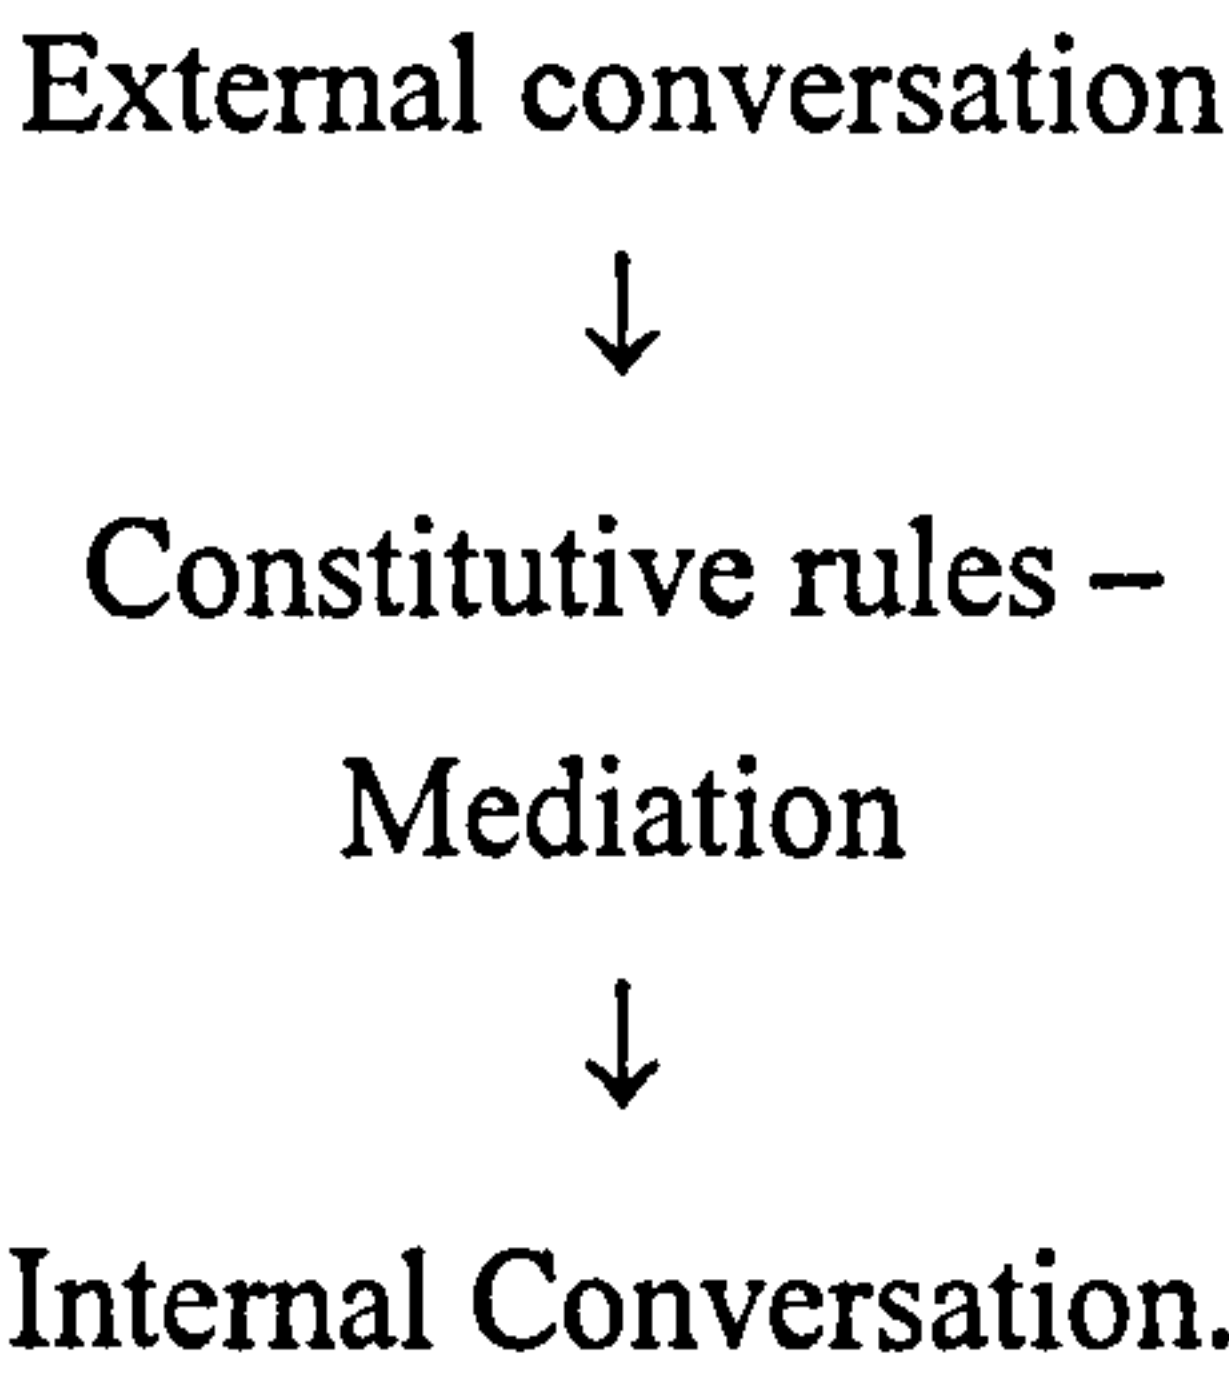 External conversation
↓
Constitutive rules –
Mediation
↓
Internal Conversation.